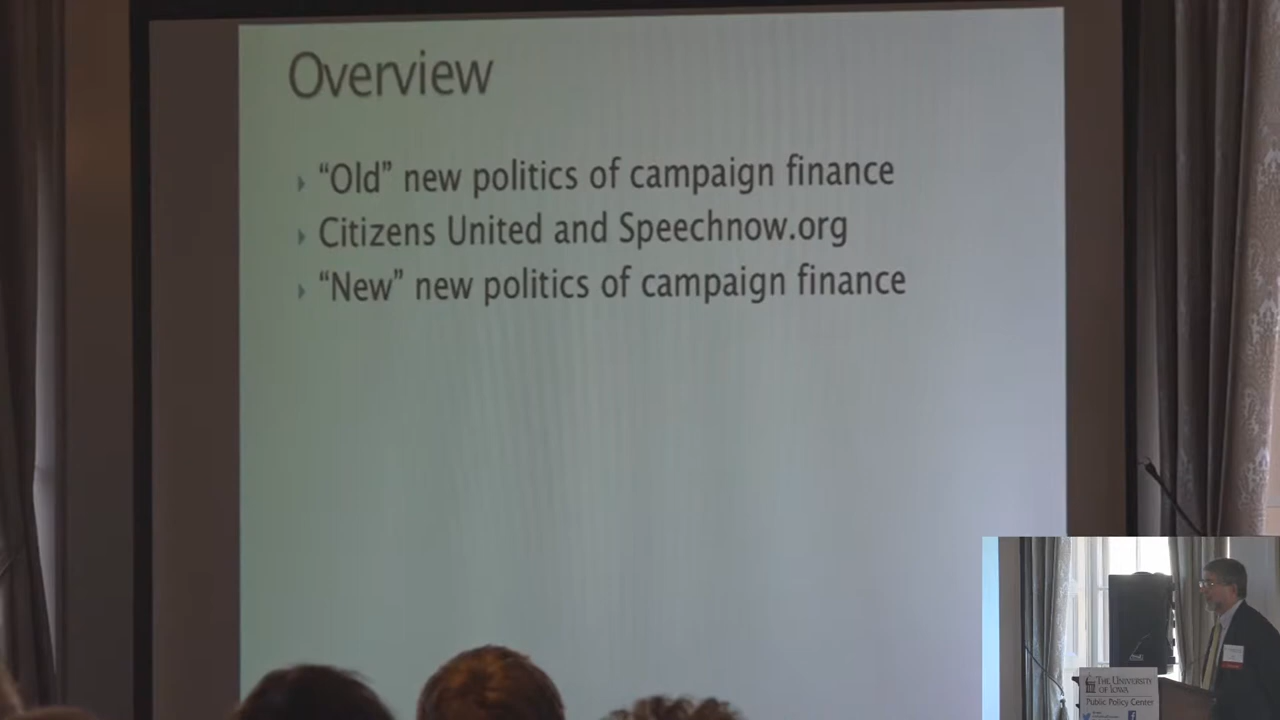 Overview
“Old” new politics of campaign finance
Citizens United and Speechnow.org
“New” new politics of campaign finance
THE UNIVERSITY
OF IOWA
Public Policy Center